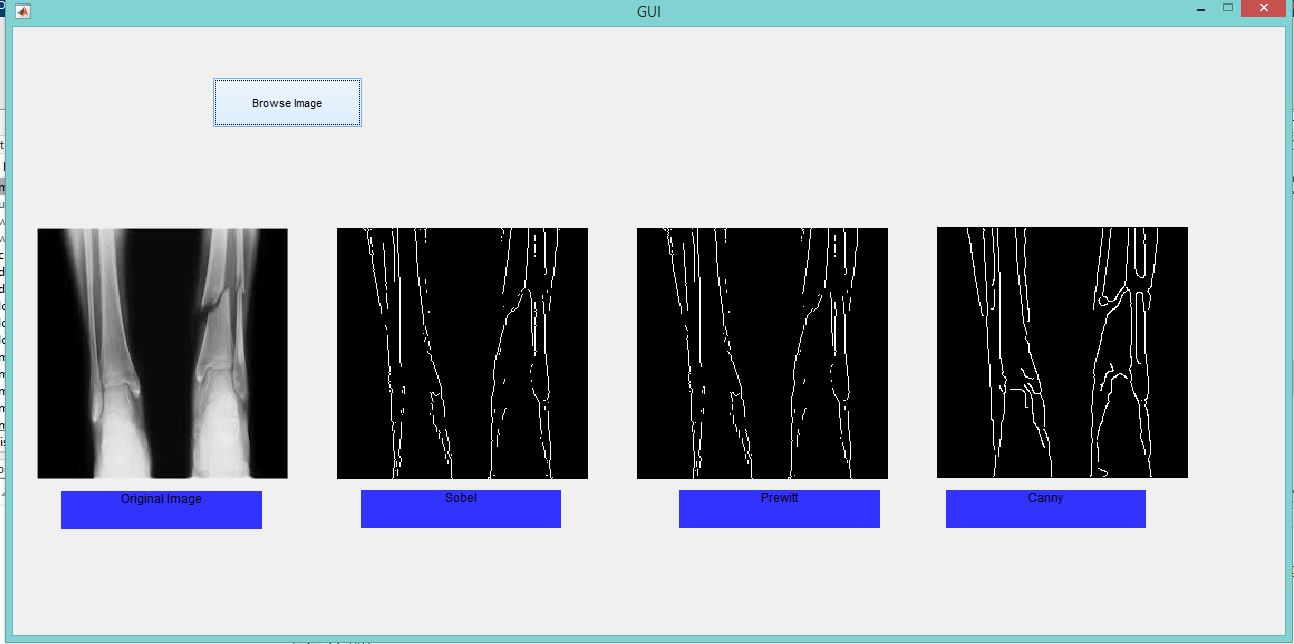 GUI
Browse Image
Original Image
Sobel
Prewitt
Canny